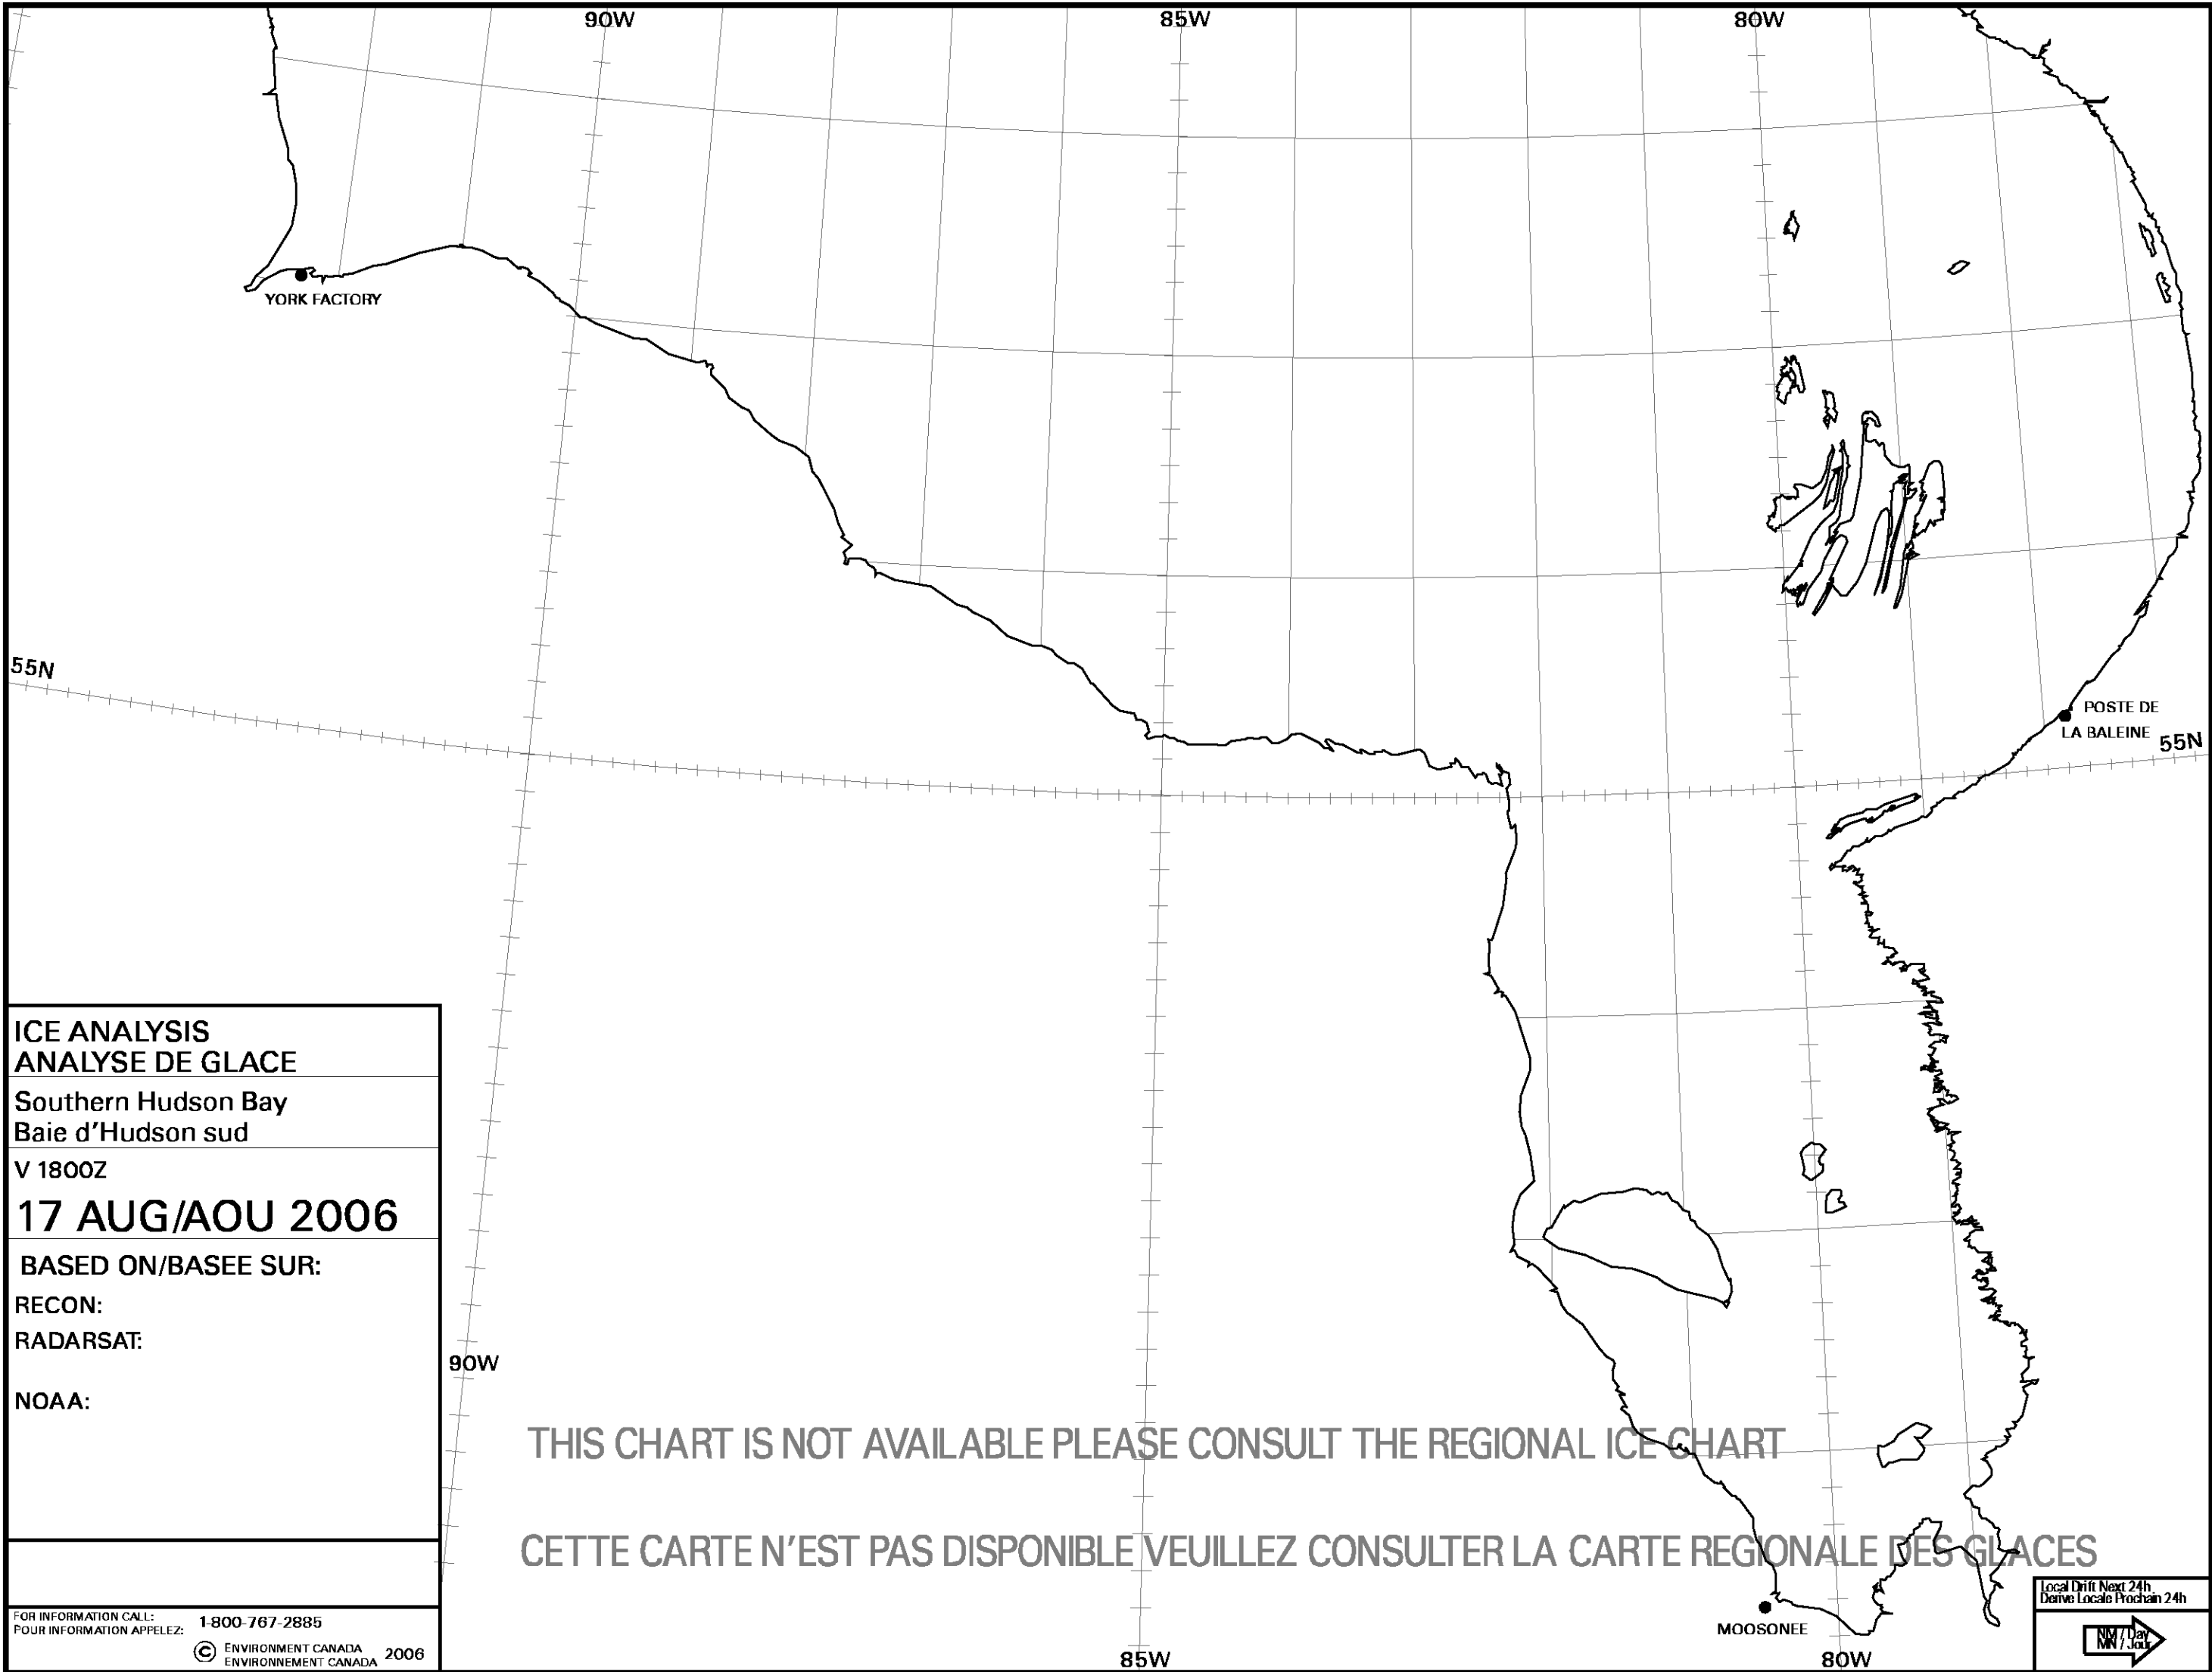 90W
85W
80W
YORK FACTORY
55N
POSTE DE
LA BALEINE
55N
ICE ANALYSIS
ANALYSE DE GLACE
Southern Hudson Bay
Baie d'Hudson sud
V 1800Z
17 AUG/AOU 2006
BASED ON/BASEE SUR:
RECON:
RADARSAT:
NOAA:
90W
THIS CHART IS NOT AVAILABLE PLEASE CONSULT THE REGIONAL ICE CHART
CETTE CARTE N'EST PAS DISPONIBLE VEUILLEZ CONSULTER LA CARTE REGIONALE DES GLACES
FOR INFORMATION CALL:
POUR INFORMATION APPELEZ:
1-800-767-2885
© ENVIRONMENT CANADA
ENVIRONNEMENT CANADA
2006
MOOSONEE
85W
80W
Local Drift Next 24h
Derive Locale Prochain 24h
NM / Day
MN / Jour